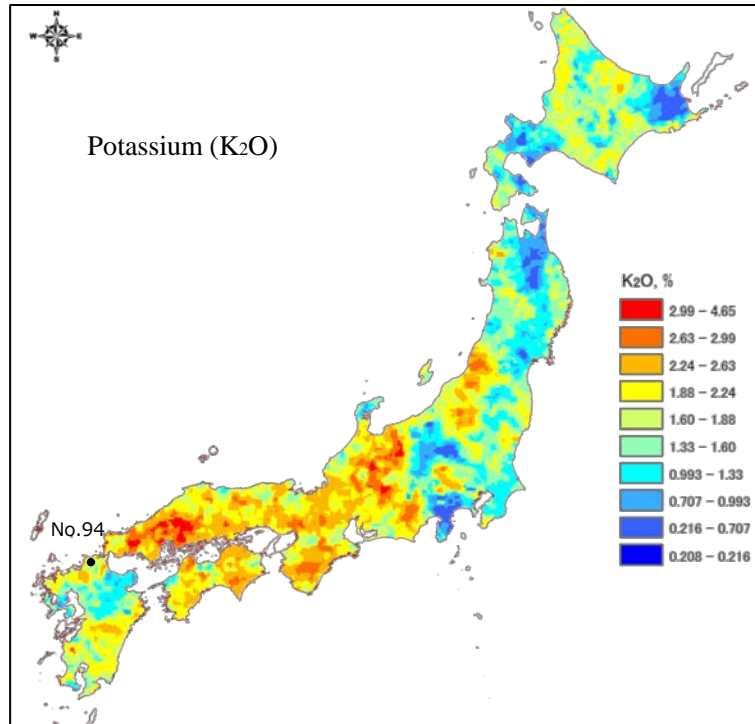 N
W E
S
Potassium (K2O)
K2O, %
2.99 – 4.65
2.63 – 2.99
2.24 – 2.63
1.88 – 2.24
1.60 – 1.88
1.33 – 1.60
0.993 – 1.33
0.707 – 0.993
0.216 – 0.707
0.208 – 0.216
No.94